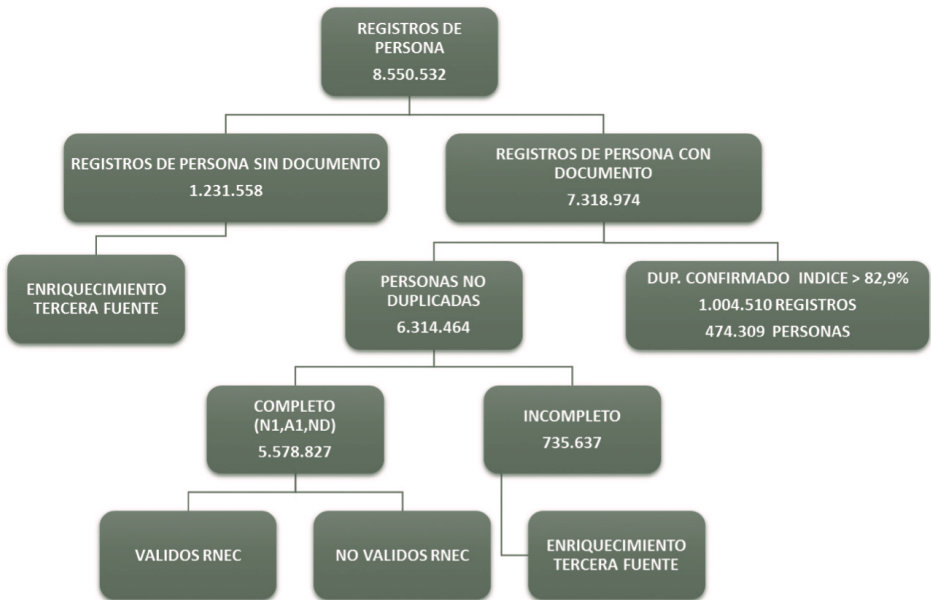 REGISTROS DE
PERSONA
8.550.532
REGISTROS DE PERSONA SIN DOCUMENTO
1.231.558
REGISTROS DE PERSONA CON
DOCUMENTO
7.318.974
ENRIQUECIMIENTO
TERCERA FUENTE
PERSONAS NO
DUPLICADAS
6.314.464
DUP. CONFIRMADO INDICE > 82,9%
1.004.510 REGISTROS
474.309 PERSONAS
COMPLETO
(N1,A1,ND)
5.578.827
INCOMPLETO
735.637
VALIDOS RNEC
NO VALIDOS RNEC
ENRIQUECIMIENTO
TERCERA FUENTE